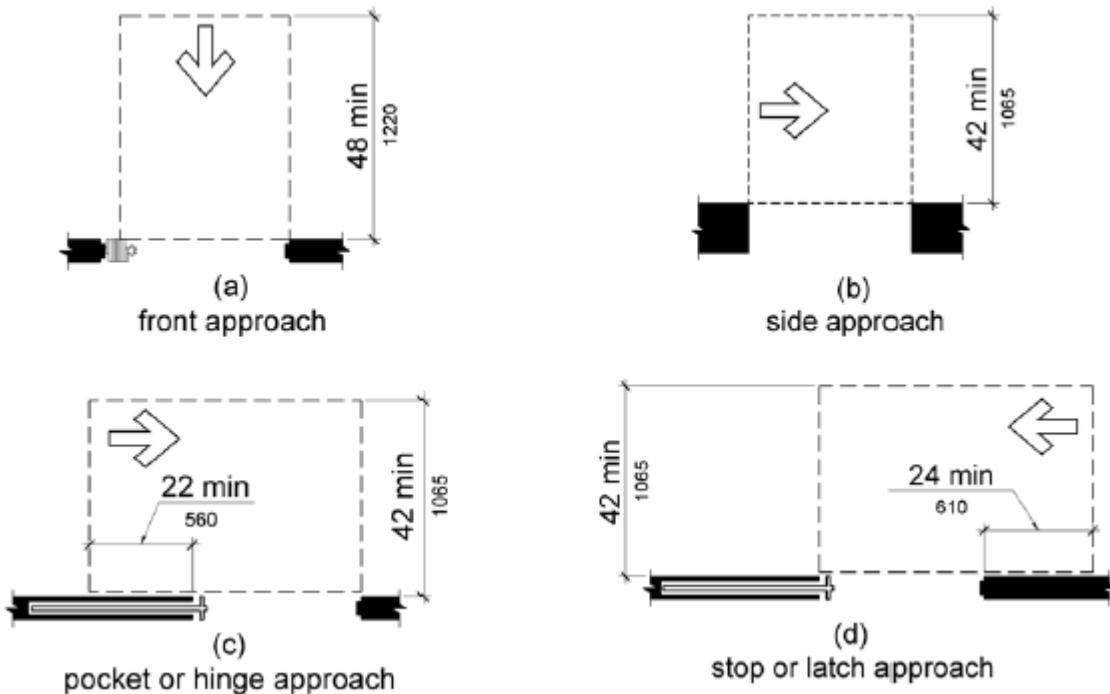 48 min
1220
(a)
front approach
42 min
1065
(b)
side approach
22 min
560
42 min
1065
(c)
pocket or hinge approach
42 min
1065
24 min
610
(d)
stop or latch approach